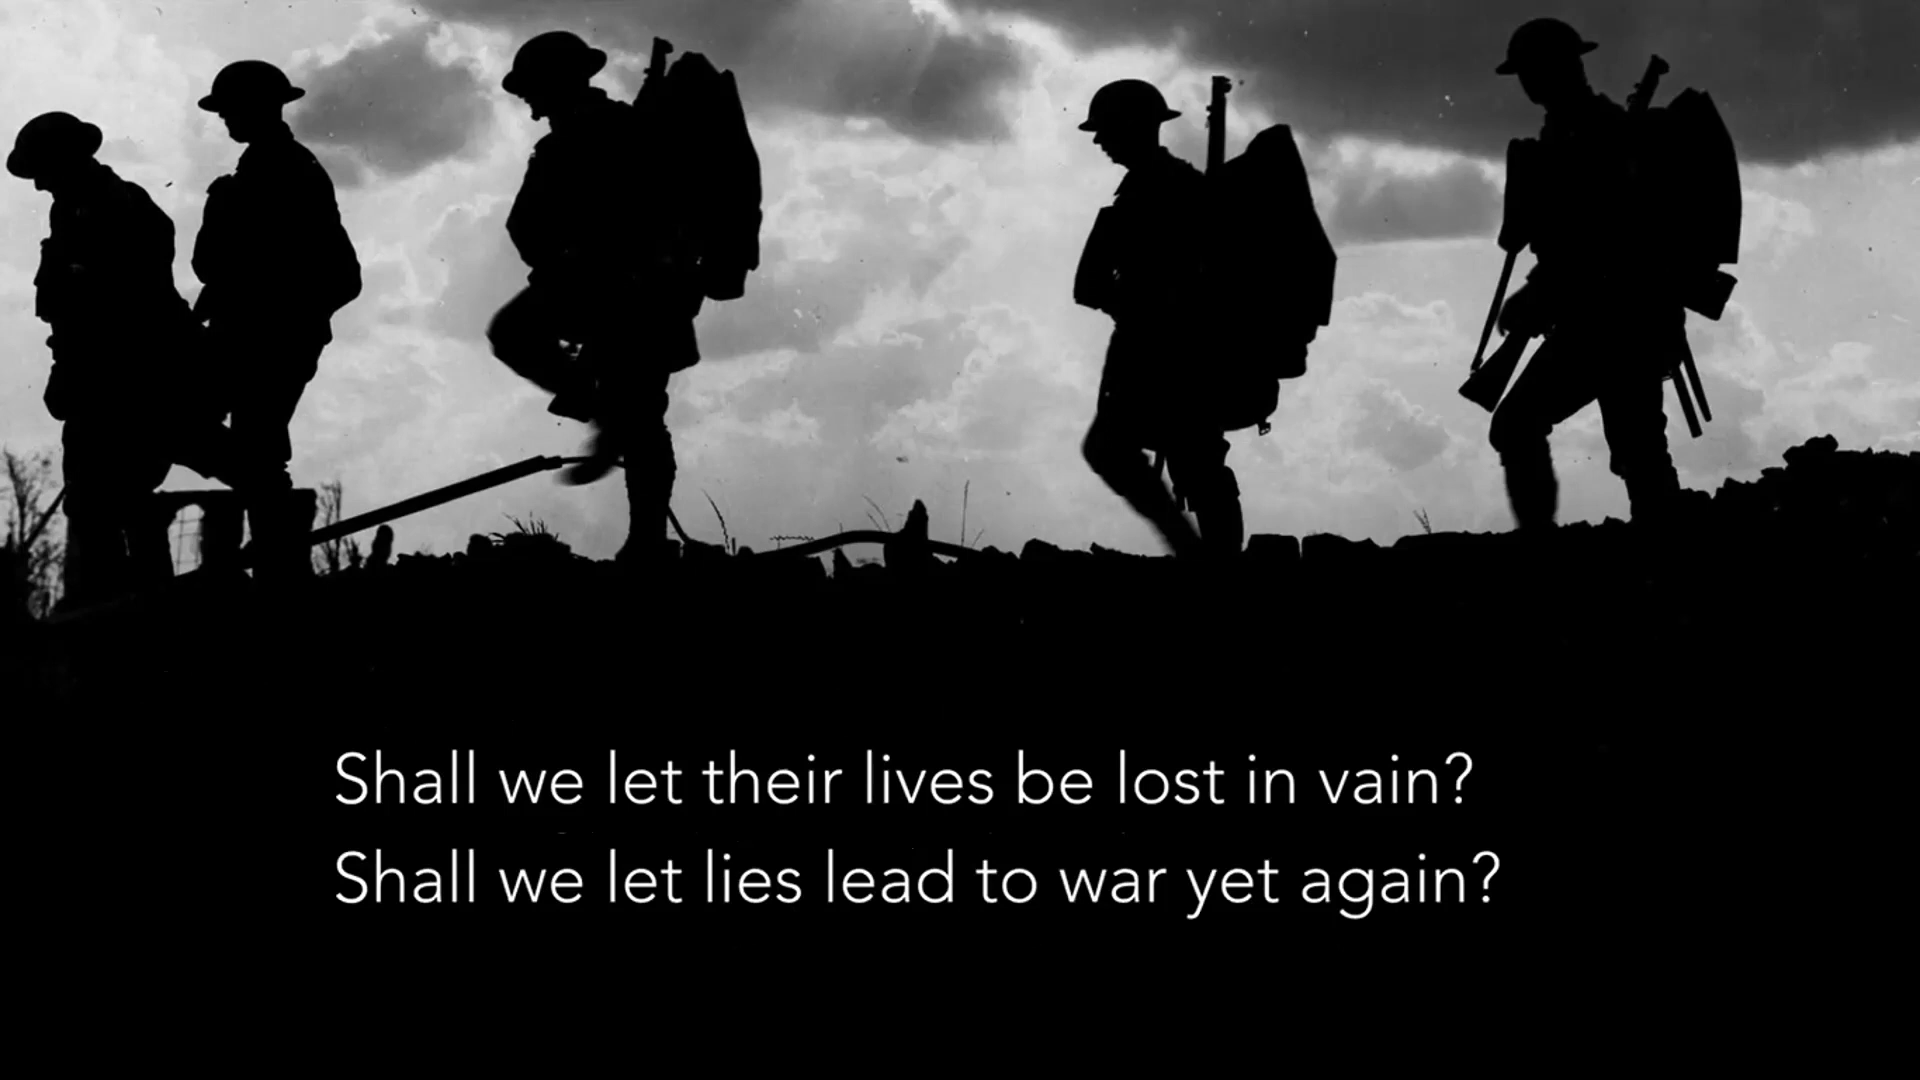 Shall we let their lives be lost in vain?
Shall we let lies lead to war yet again?